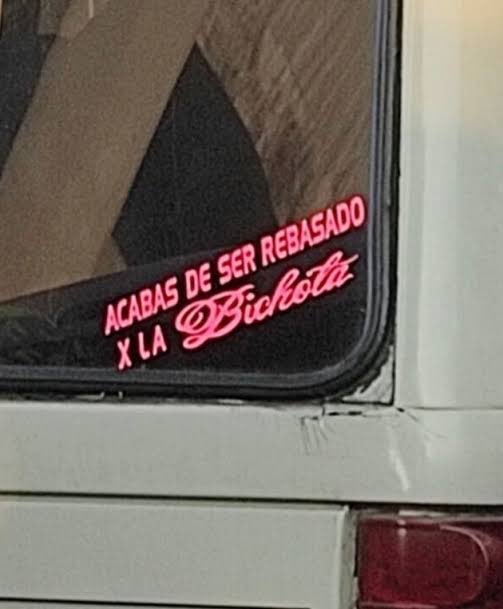 ACABAS DE SER REBASADO
X LA Bichota